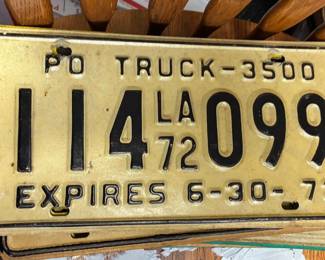 PO TRUCK-3500
114 LA 72 099
EXPIRES 6-30-7